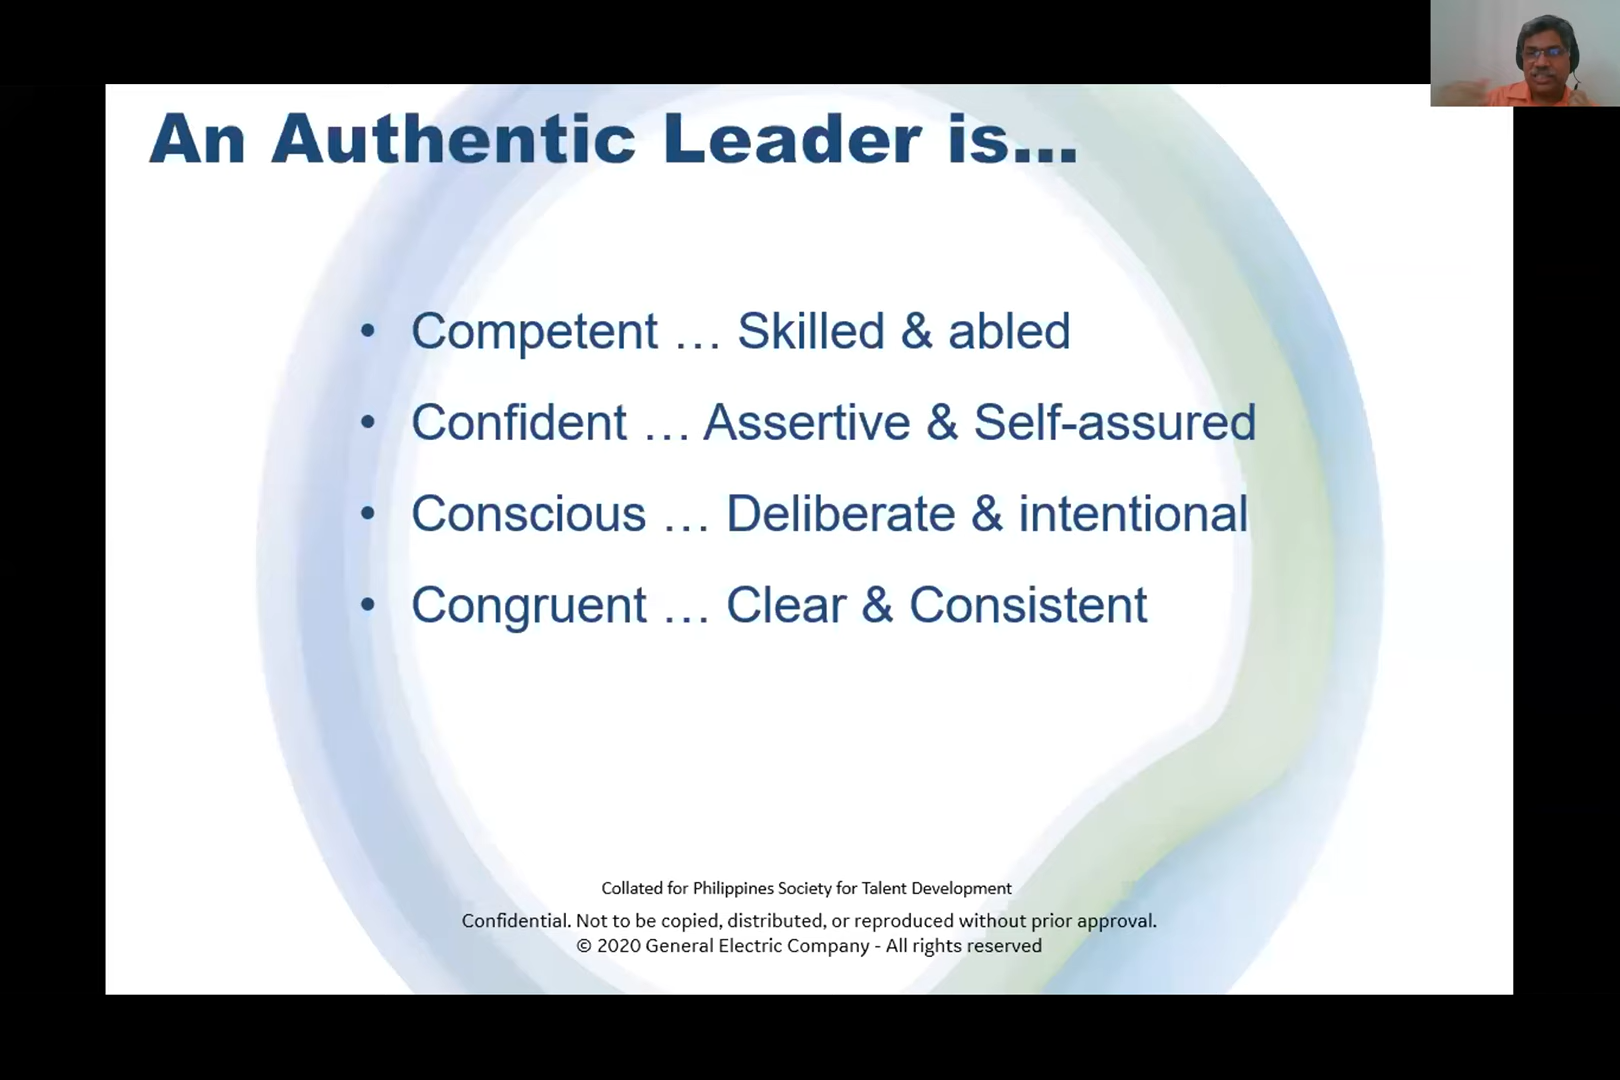 An Authentic Leader is...
• Competent … Skilled & abled
• Confident … Assertive & Self-assured
• Conscious … Deliberate & intentional
• Congruent … Clear & Consistent
Collated for Philippines Society for Talent Development
Confidential. Not to be copied, distributed, or reproduced without prior approval.
© 2020 General Electric Company - All rights reserved